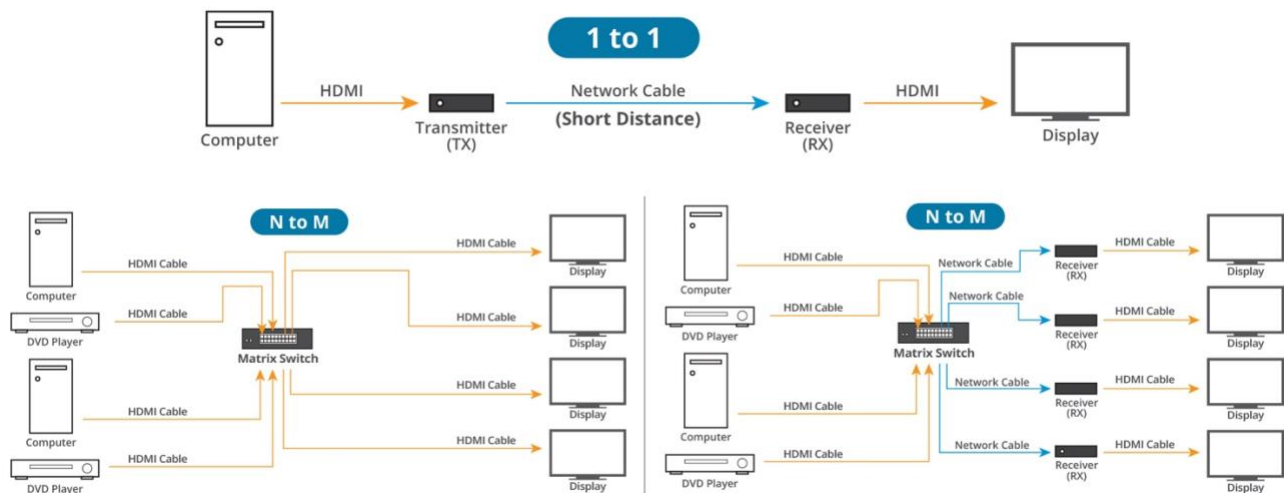 1 to 1
HDMI
Network Cable
(Short Distance)
HDMI
Computer
Transmitter
(TX)
Receiver
(RX)
Display
N to M
HDMI Cable
Display
HDMI Cable
Computer
DVD Player
Matrix Switch
HDMI Cable
Display
HDMI Cable
HDMI Cable
Computer
Display
HDMI Cable
HDMI Cable
DVD Player
Display
N to M
HDMI Cable
Network Cable
Receiver
(RX)
Display
HDMI Cable
Computer
Network Cable
HDMI Cable
HDMI Cable
DVD Player
Receiver
(RX)
Display
Matrix Switch
Network Cable
HDMI Cable
Receiver
(RX)
Display
HDMI Cable
Computer
Network Cable
HDMI Cable
HDMI Cable
Receiver
(RX)
Display
DVD Player